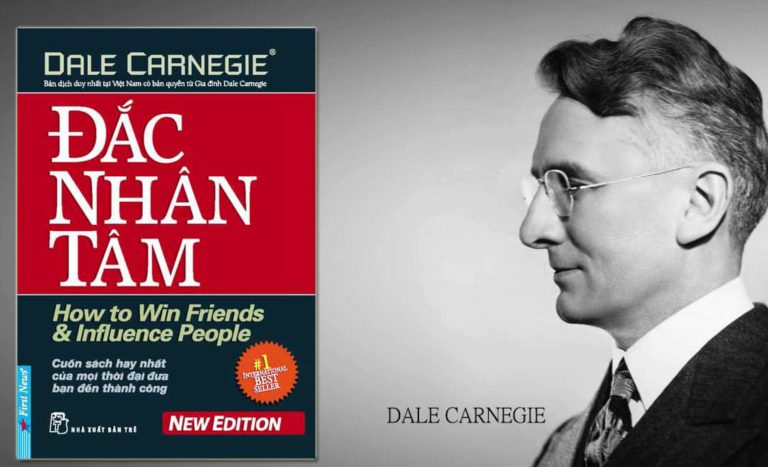 DALE CARNEGIE®
Bản dịch duy nhất tại Việt Nam có bản quyền từ Gia đình Dale Carnegie
ĐẮC
NHÂN
TÂM
How to Win Friends
& Influence People
Cuốn sách hay nhất
của mọi thời đại đưa
bạn đến thành công
#1
INTERNATIONAL
BEST
SELLER
First News
NHÀ XUẤT BẢN TRẺ
NEW EDITION
DALE CARNEGIE